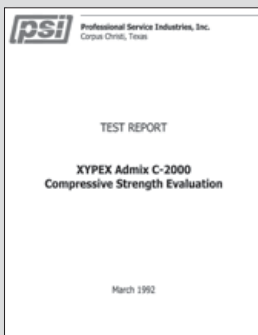 psi
Professional Service Industries, Inc.
Corpus Christi, Texas
TEST REPORT
XYPEX Admix C-2000
Compressive Strength Evaluation
March 1992